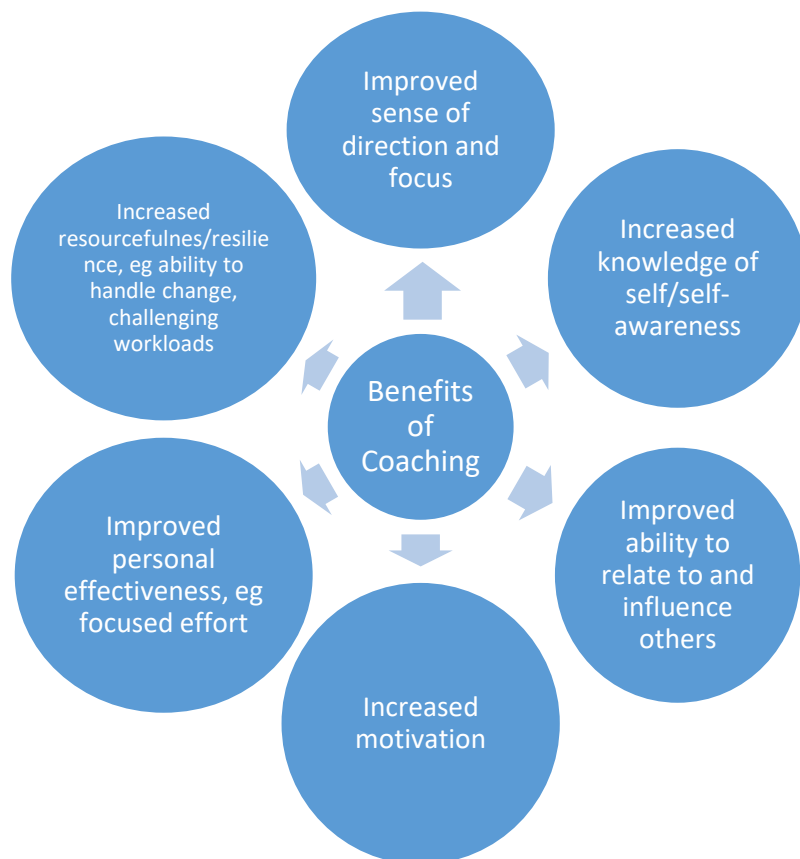 Improved
sense of
direction and
focus
Increased
knowledge of
self/self-
awareness
Improved
ability to
relate to and
influence
others
Increased
motivation
Improved
personal
effectiveness, eg
focused effort
Increased
resourcefulnes/resilie
nce, eg ability to
handle change,
challenging
workloads
Benefits
of
Coaching